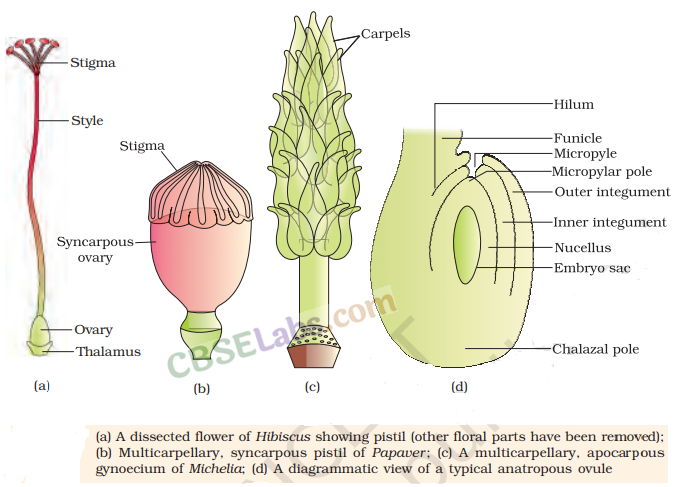 Carpels
Stigma
Style
Stigma
Syncarpous
ovary
Ovary
Thalamus
Hilum
Funicle
Micropyle
Micropylar pole
Outer integument
Inner integument
Nucellus
Embryo sac
Chalazal pole
CBSELabs.com
(a)
(b)
(c)
(d)
(a) A dissected flower of Hibiscus showing pistil (other floral parts have been removed);
(b) Multicarpellary, syncarpous pistil of Papaver; (c) A multicarpellary, apocarpous
gynoecium of Michelia; (d) A diagrammatic view of a typical anatropous ovule